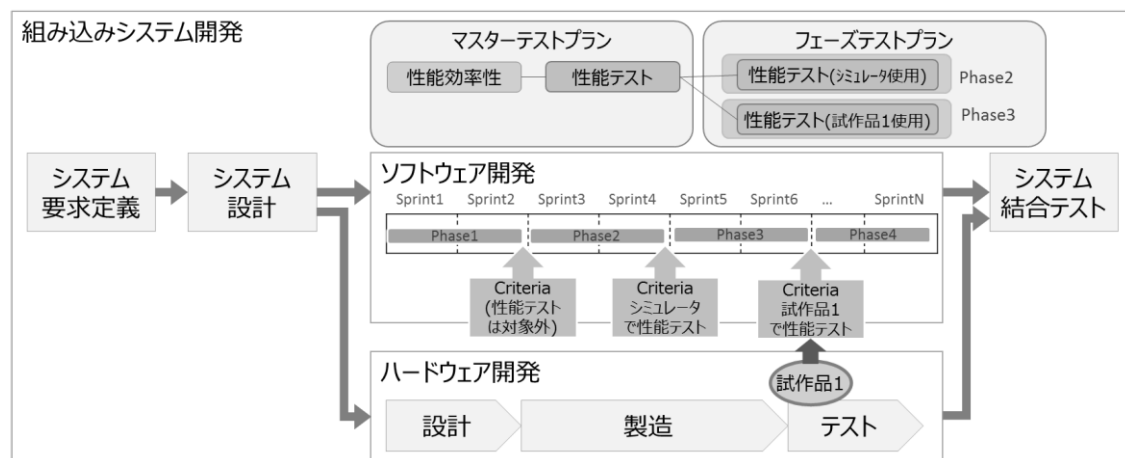 組み込みシステム開発
マスターテストプラン
性能効率性
性能テスト
フェーズテストプラン
性能テスト(シミュレータ使用)
Phase2
性能テスト(試作品1使用)
Phase3
システム
要求定義
システム
設計
ソフトウェア開発
Sprint1 Sprint2 Sprint3 Sprint4 Sprint5 Sprint6 ... SprintN
Phase1 Phase2 Phase3 Phase4
Criteria
(性能テスト
は対象外)
Criteria
シミュレータ
で性能テスト
Criteria
試作品1
で性能テスト
システム
結合テスト
ハードウェア開発
試作品1
設計
製造
テスト